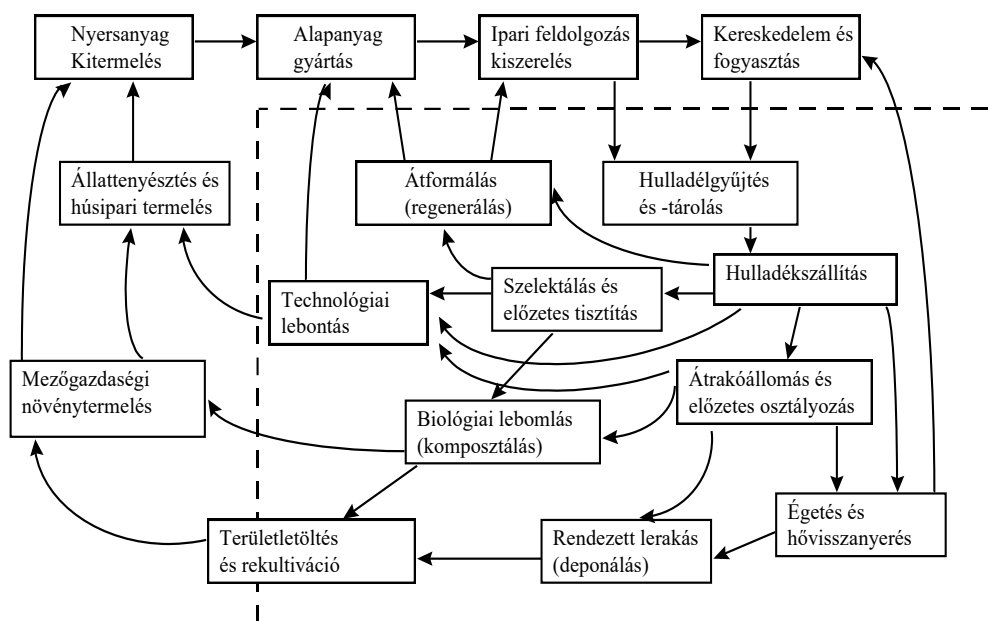 Nyersanyag
Kitermelés
Alapanyag
gyártás
Ipari feldolgozás
kiszerelés
Kereskedelem és
fogyasztás
Állattenyésztés és
húsipari termelés
Átformálás
(regenerálás)
Hulladélgyűjtés
és -tárolás
Hulladékszállítás
Technológiai
lebontás
Szelektálás és
előzetes tisztítás
Mezőgazdaségi
növénytermelés
Átrakóállomás és
előzetes osztályozás
Biológiai lebomlás
(komposztálás)
Égetés és
hővisszanyerés
Területletöltés
és rekultiváció
Rendezett lerakás
(deponálás)